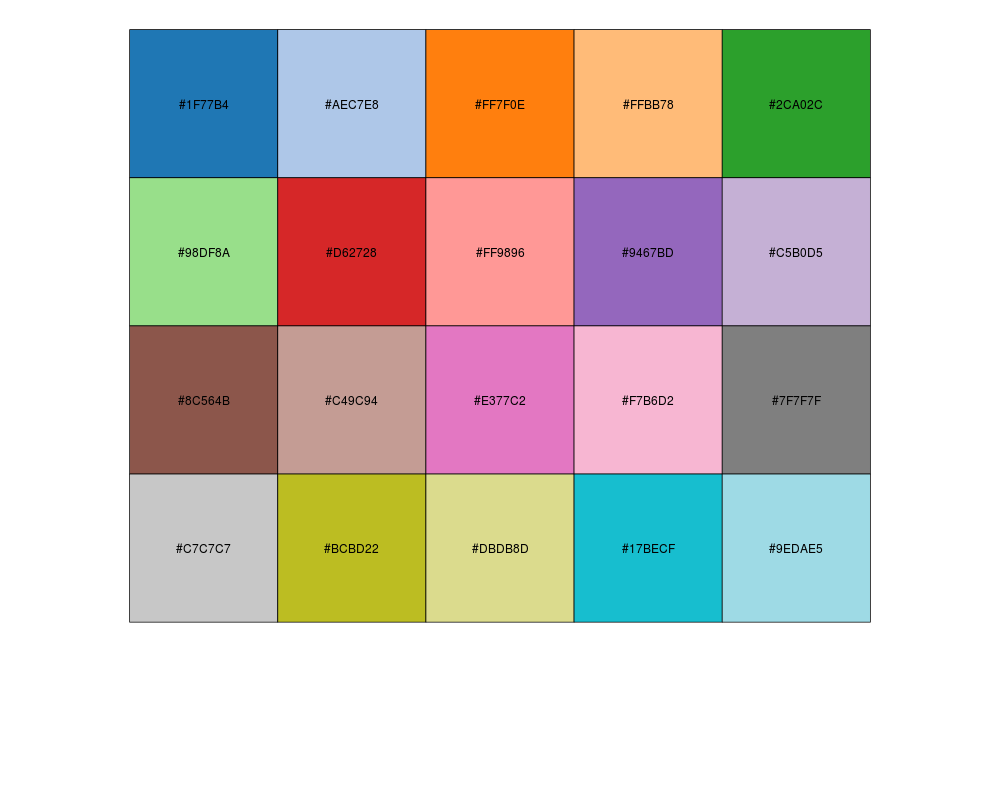 #1F77B4 #AEC7E8 #FF7F0E #FFBB78 #2CA02C
#98DF8A #D62728 #FF9896 #9467BD #C5B0D5
#8C564B #C49C94 #E377C2 #F7B6D2 #7F7F7F
#C7C7C7 #BCBD22 #DBDB8D #17BECF #9EDAE5